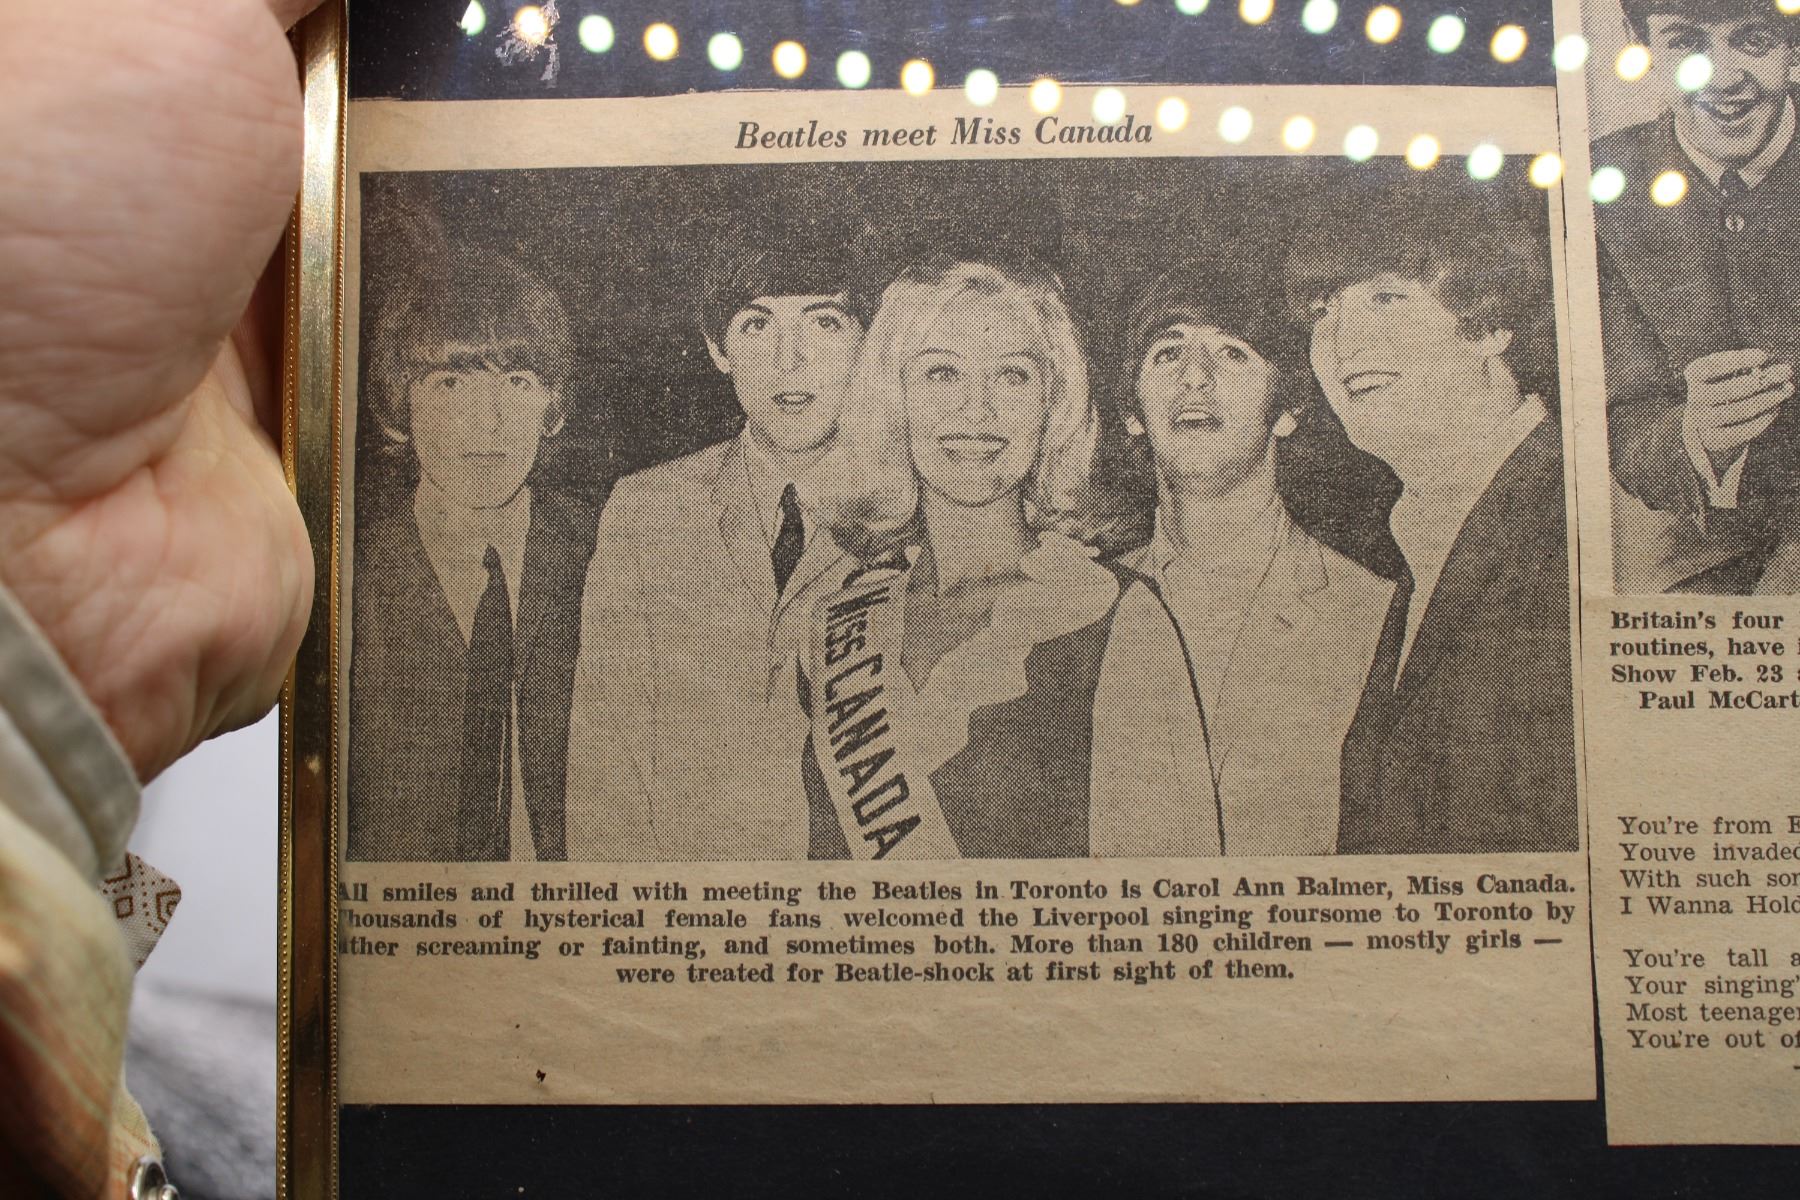 Beatles meet Miss Canada
MISS CANADA
All smiles and thrilled with meeting the Beatles in Toronto is Carol Ann Balmer, Miss Canada.
Thousands of hysterical female fans welcomed the Liverpool singing foursome to Toronto by
ither screaming or fainting, and sometimes both. More than 180 children — mostly girls —
were treated for Beatle-shock at first sight of them.
Britain's four
routines, have
Show Feb. 23
Paul McCart
You're from E
Youve invaded
With such son
I Wanna Hold
You're tall a
Your singing'
Most teenager
You're out of